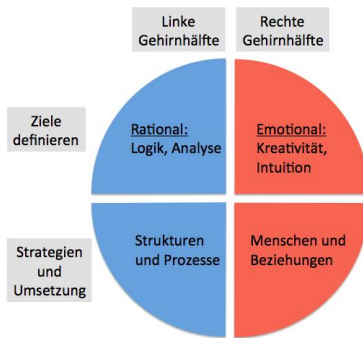 Linke
Gehirnhälfte
Rechte
Gehirnhälfte
Ziele
definieren
Rational:
Logik, Analyse
Emotional:
Kreativität,
Intuition
Strategien
und
Umsetzung
Strukturen
und Prozesse
Menschen und
Beziehungen